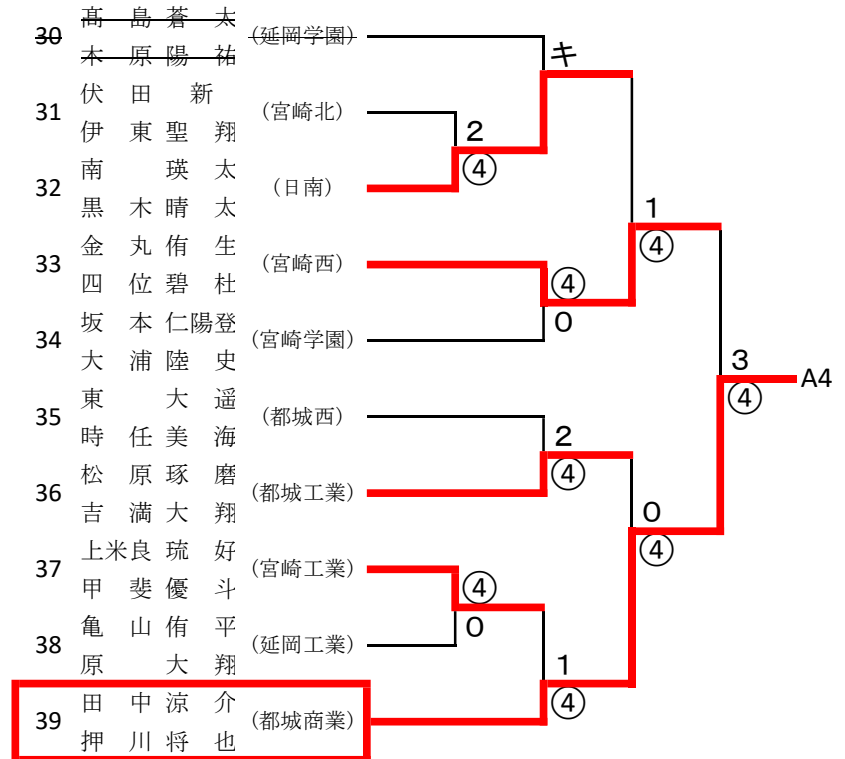 髙島蒼太
30 (延岡学園)
木原陽祐
キ
伏田 新
31 (宮崎北)
伊東聖翔
2
④
南 瑛太
32 (日南)
黒木晴太
1
④
金丸侑生
33 (宮崎西)
四位碧杜
④
0
坂本仁陽登
34 (宮崎学園)
大浦陸史
3
④
A4
東 大遥
35 (都城西)
時任美海
2
④
松原琢磨
36 (都城工業)
吉満大翔
0
④
上米良琉好
37 (宮崎工業)
甲斐優斗
④
0
亀山侑平
38 (延岡工業)
原 大翔
1
④
田中涼介
39 (都城商業)
押川将也